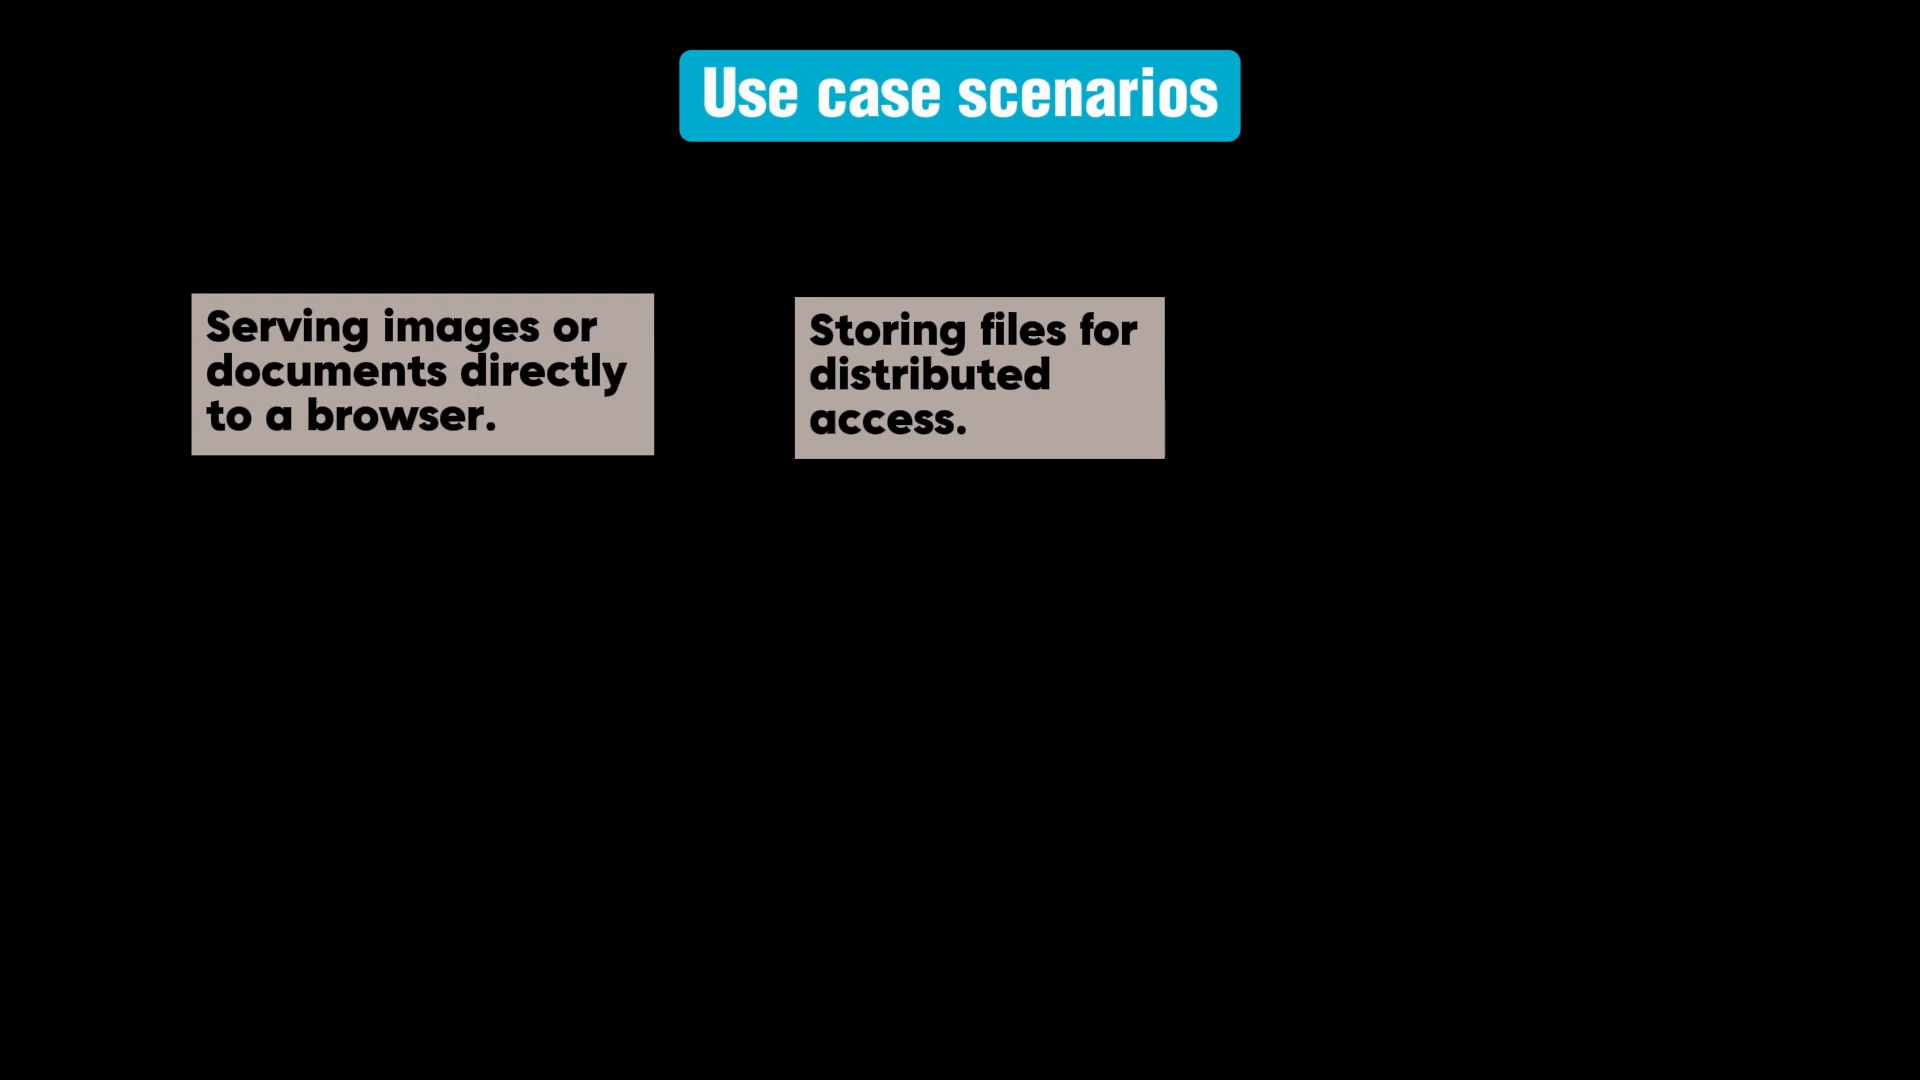 Use case scenarios
Serving images or
documents directly
to a browser.
Storing files for
distributed
access.